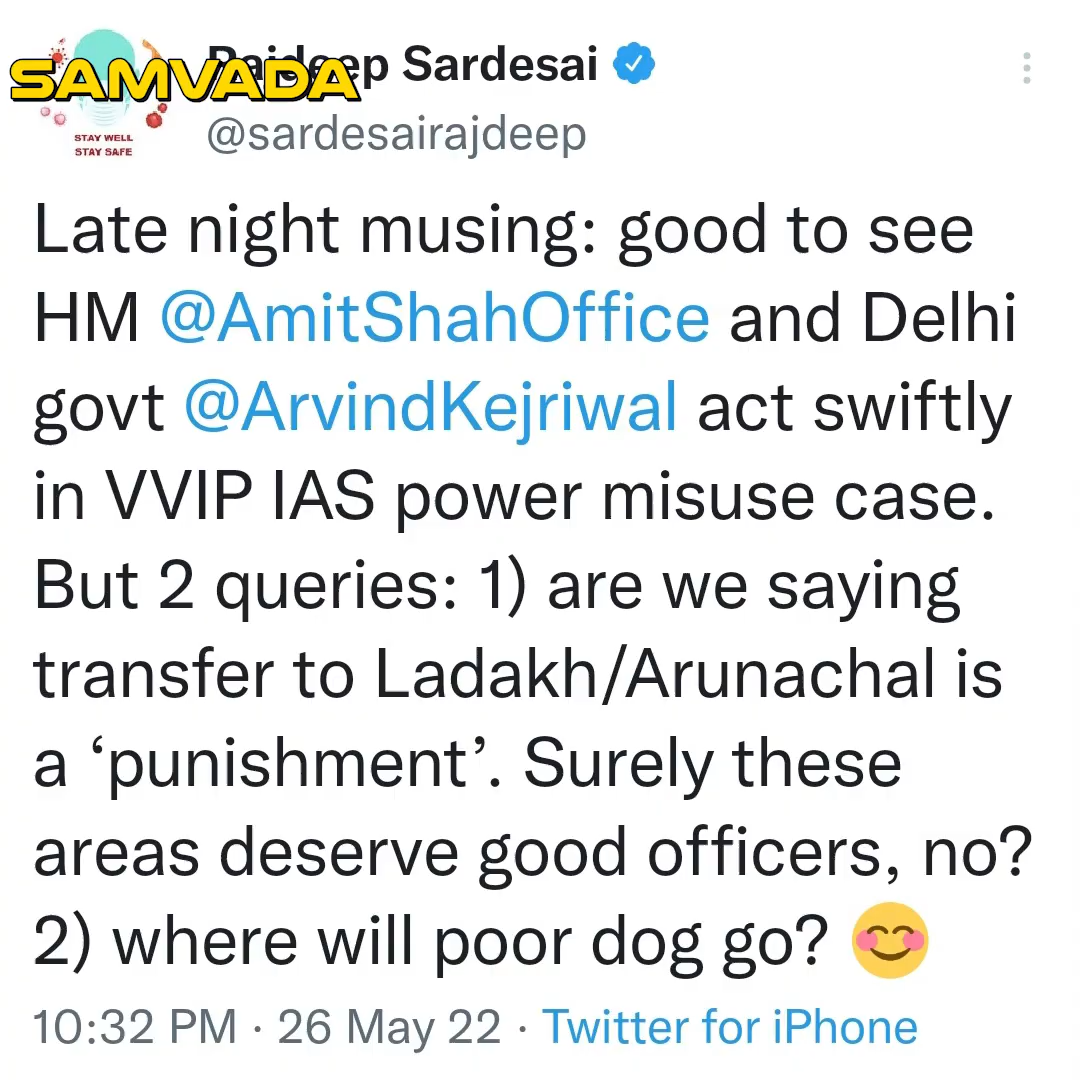 SAMVADA
Rajdeep Sardesai
@sardesairajdeep
STAY WELL
STAY SAFE
Late night musing: good to see
HM @AmitShahOffice and Delhi
govt @ArvindKejriwal act swiftly
in VVIP IAS power misuse case.
But 2 queries: 1) are we saying
transfer to Ladakh/Arunachal is
a ‘punishment’. Surely these
areas deserve good officers, no?
2) where will poor dog go? 😊
10:32 PM · 26 May 22 · Twitter for iPhone